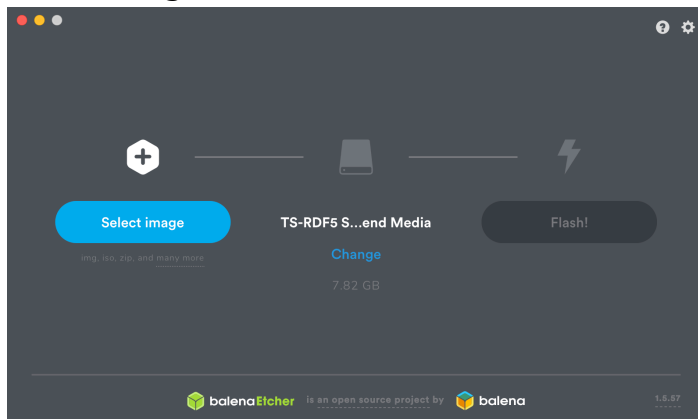 Select image
img, iso, zip, and many more
TS-RDF5 S...end Media
Change
7.82 GB
Flash!
balenaEtcher is an open source project by balena
1.5.57